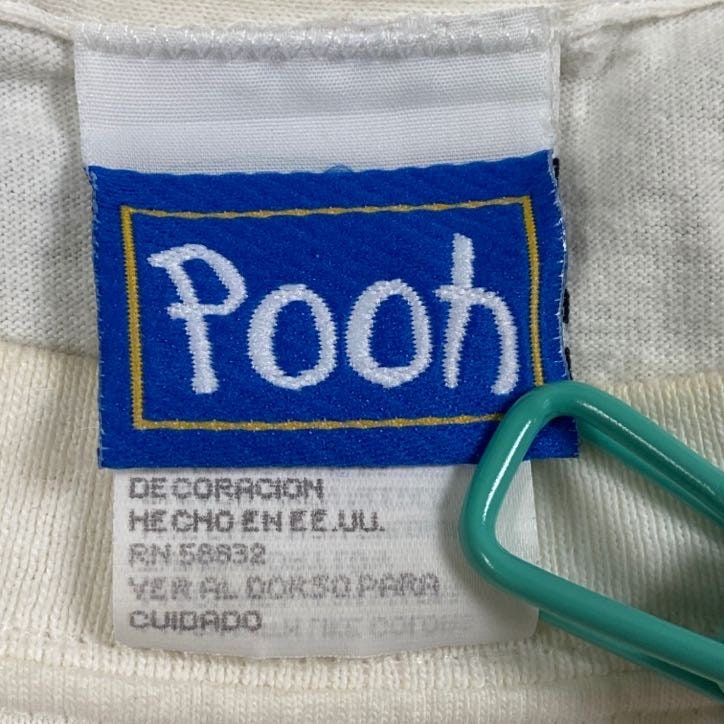 Pooh
DECORACION
HECHO EN EE.UU.
RN 58832
VER AL DORSO PARA
CUIDADO